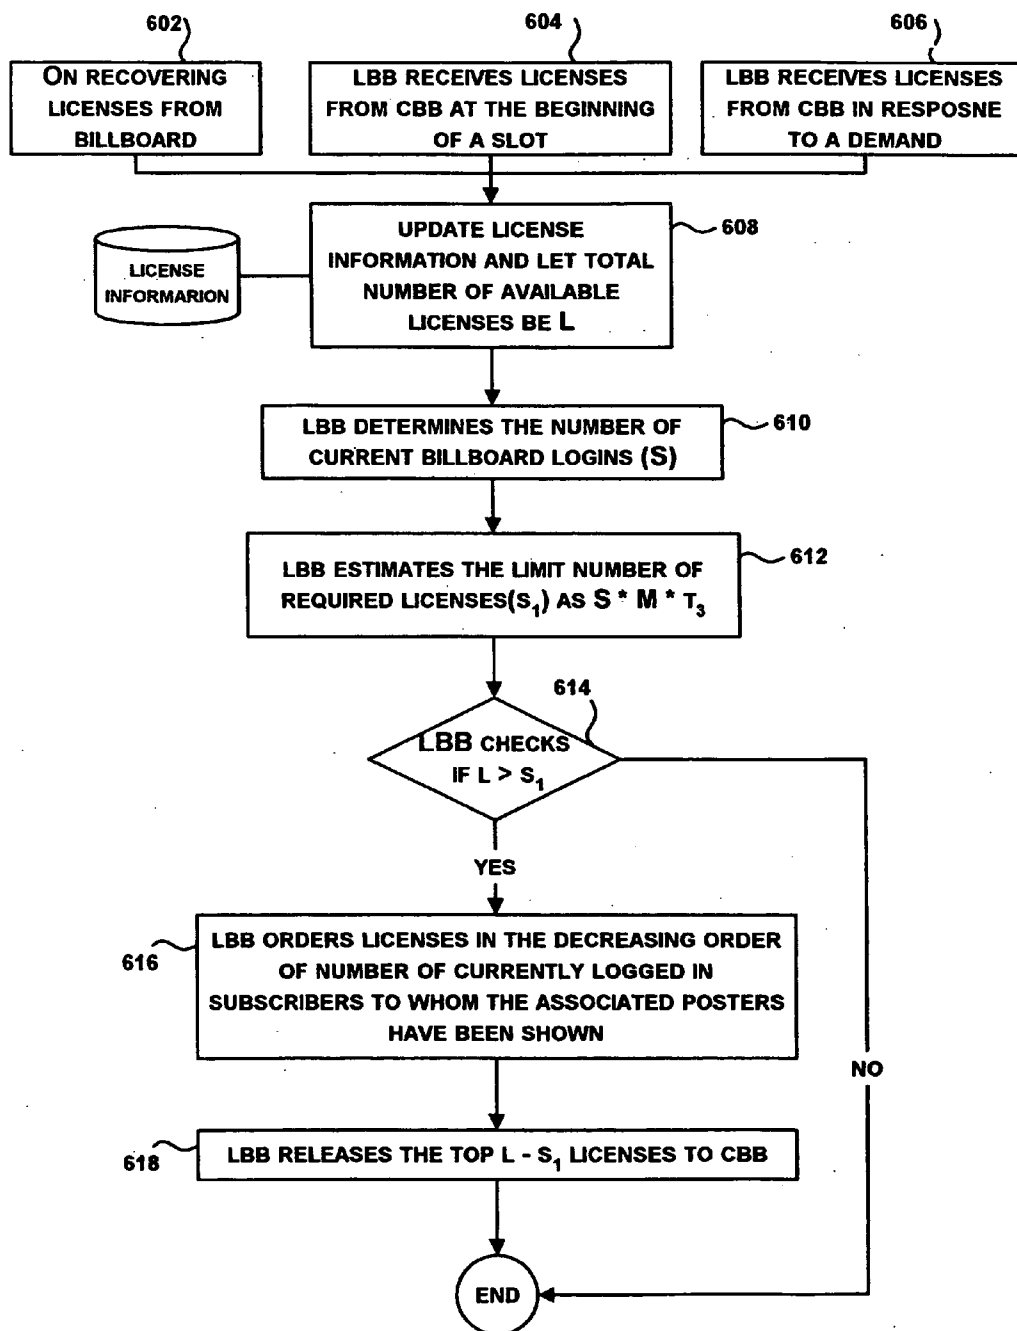 602
604
606
ON RECOVERING
LICENSES FROM
BILLBOARD
LBB RECEIVES LICENSES
FROM CBB AT THE BEGINNING
OF A SLOT
LBB RECEIVES LICENSES
FROM CBB IN RESPOSNE
TO A DEMAND
608
UPDATE LICENSE
INFORMATION AND LET TOTAL
NUMBER OF AVAILABLE
LICENSES BE L
LICENSE
INFORMARION
610
LBB DETERMINES THE NUMBER OF
CURRENT BILLBOARD LOGINS (S)
612
LBB ESTIMATES THE LIMIT NUMBER OF
REQUIRED LICENSES(S₁) AS S * M * T₃
614
LBB CHECKS
IF L > S₁
YES
NO
616
LBB ORDERS LICENSES IN THE DECREASING ORDER
OF NUMBER OF CURRENTLY LOGGED IN
SUBSCRIBERS TO WHOM THE ASSOCIATED POSTERS
HAVE BEEN SHOWN
618
LBB RELEASES THE TOP L - S₁ LICENSES TO CBB
END